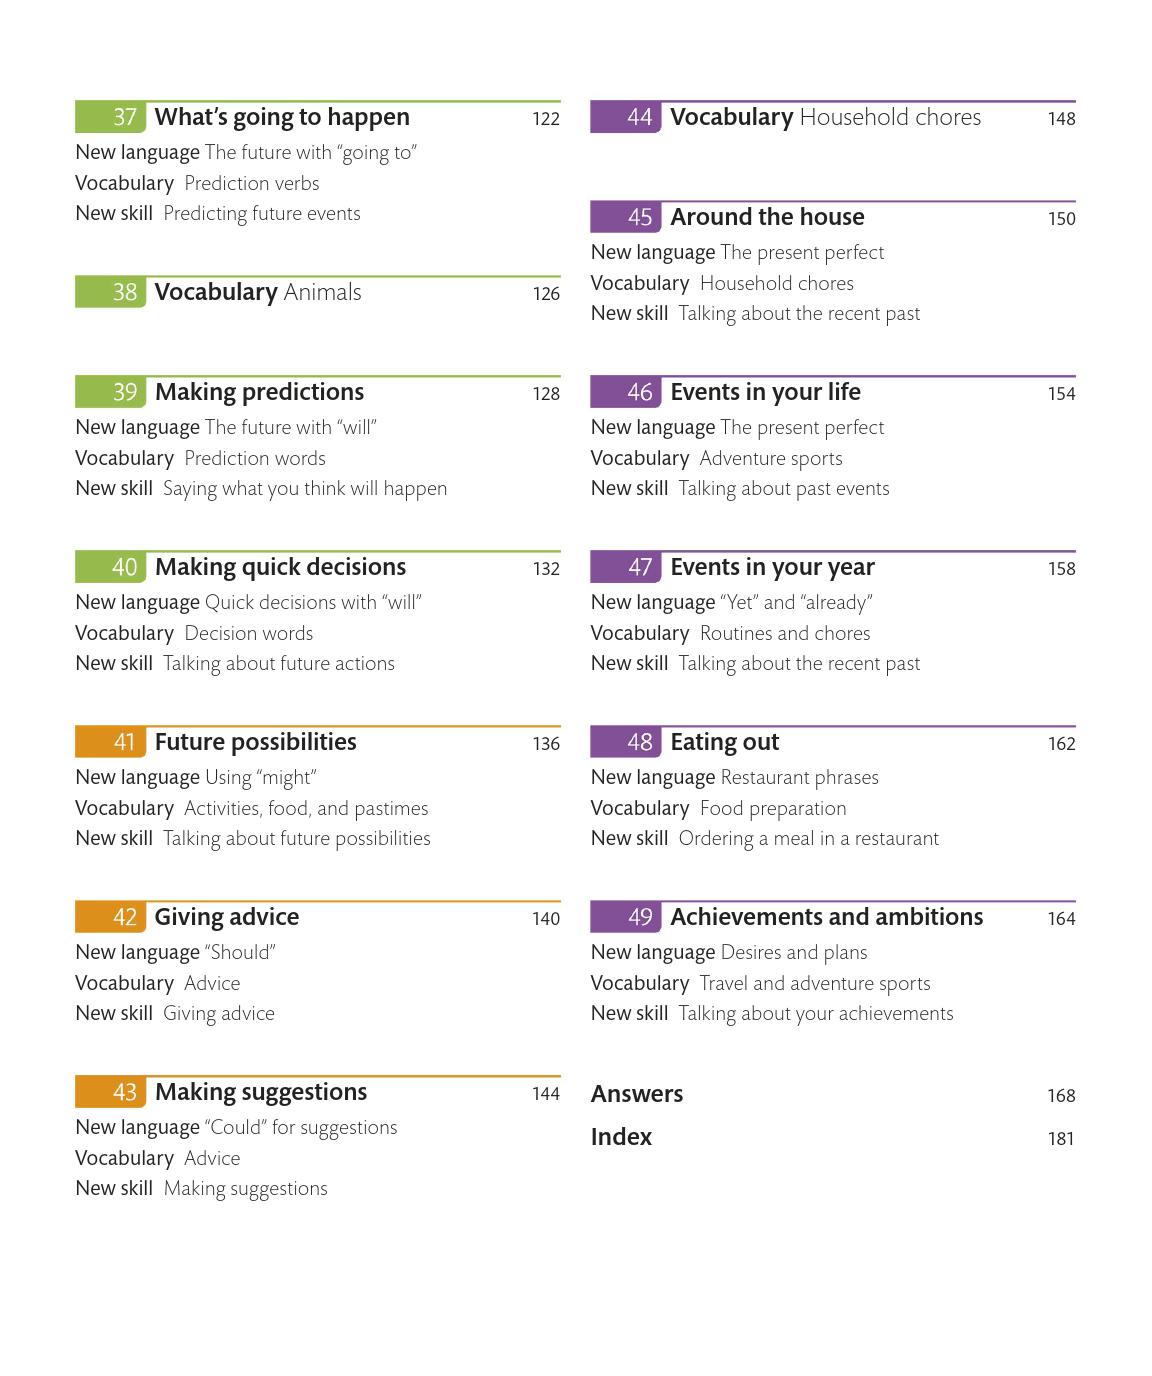 37 What’s going to happen 122
New language The future with “going to”
Vocabulary Prediction verbs
New skill Predicting future events
38 Vocabulary Animals 126
39 Making predictions 128
New language The future with “will”
Vocabulary Prediction words
New skill Saying what you think will happen
40 Making quick decisions 132
New language Quick decisions with “will”
Vocabulary Decision words
New skill Talking about future actions
41 Future possibilities 136
New language Using “might”
Vocabulary Activities, food, and pastimes
New skill Talking about future possibilities
42 Giving advice 140
New language “Should”
Vocabulary Advice
New skill Giving advice
43 Making suggestions 144
New language “Could” for suggestions
Vocabulary Advice
New skill Making suggestions
44 Vocabulary Household chores 148
45 Around the house 150
New language The present perfect
Vocabulary Household chores
New skill Talking about the recent past
46 Events in your life 154
New language The present perfect
Vocabulary Adventure sports
New skill Talking about past events
47 Events in your year 158
New language “Yet” and “already”
Vocabulary Routines and chores
New skill Talking about the recent past
48 Eating out 162
New language Restaurant phrases
Vocabulary Food preparation
New skill Ordering a meal in a restaurant
49 Achievements and ambitions 164
New language Desires and plans
Vocabulary Travel and adventure sports
New skill Talking about your achievements
Answers 168
Index 181